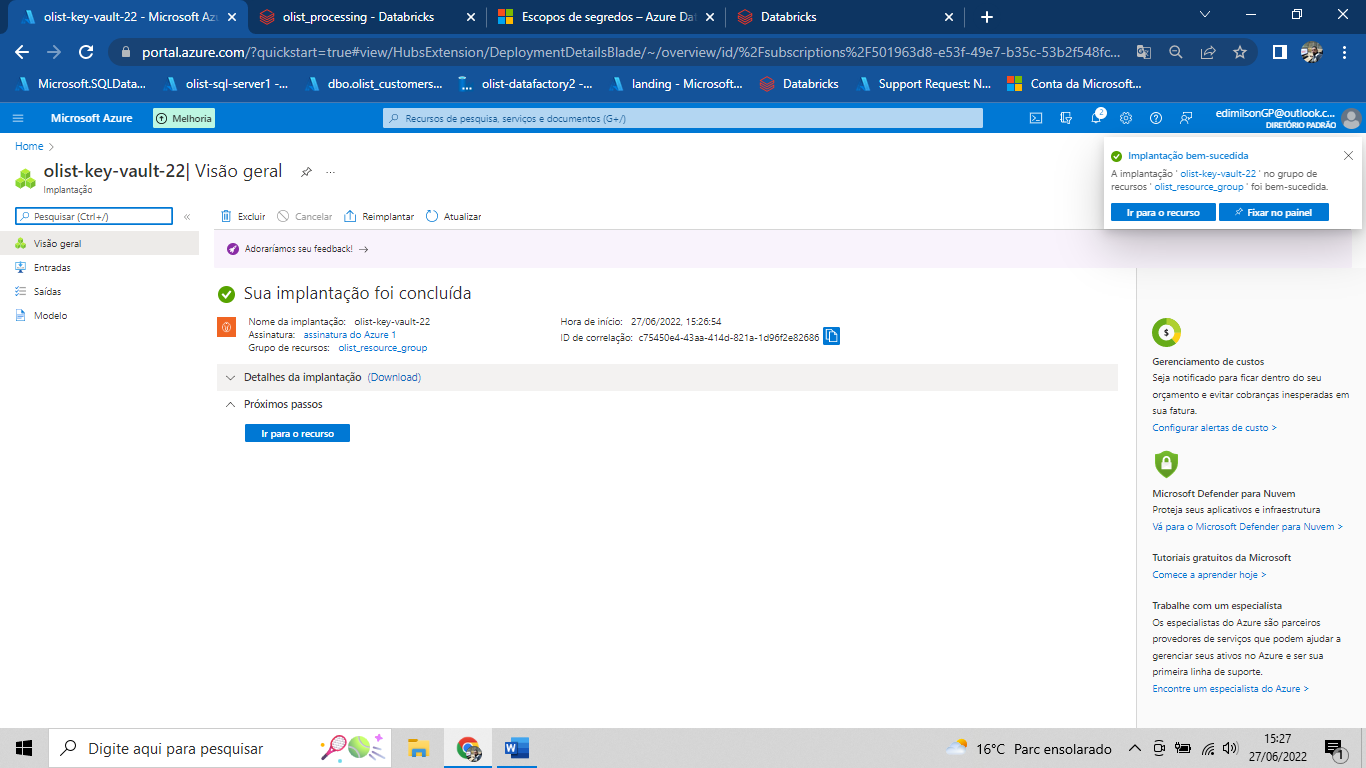 olist-key-vault-22 - Microsoft Azu
olist_processing - Databricks
Escopos de segredos – Azure Dat
Databricks
portal.azure.com/?quickstart=true#view/HubsExtension/DeploymentDetailsBlade/~/overview/id/%2Fsubscriptions%2F501963d8-e53f-49e7-b35c-53b2f548fc...
Microsoft.SQLData...
olist-sql-server1 -...
dbo.olist_customers...
olist-datafactory2 -...
landing - Microsoft...
Databricks
Support Request: N...
Conta da Microsoft...
Microsoft Azure
Melhoria
Recursos de pesquisa, serviços e documentos (G+/)
2
edimilsonGP@outlook.c...
DIRETÓRIO PADRÃO
Home
olist-key-vault-22| Visão geral
...
Implantação
Implantação bem-sucedida
A implantação ' olist-key-vault-22 ' no grupo de
recursos ' olist_resource_group ' foi bem-sucedida.
Ir para o recurso
Fixar no painel
Pesquisar (Ctrl+/)
«
Excluir
Cancelar
Reimplantar
Atualizar
Visão geral
Entradas
Saídas
Modelo
Adoraríamos seu feedback! →
Sua implantação foi concluída
Nome da implantação: olist-key-vault-22
Assinatura: assinatura do Azure 1
Grupo de recursos: olist_resource_group
Hora de início: 27/06/2022, 15:26:54
ID de correlação: c75450e4-43aa-414d-821a-1d96f2e82686
Detalhes da implantação (Download)
Próximos passos
Ir para o recurso
Gerenciamento de custos
Seja notificado para ficar dentro do seu
orçamento e evitar cobranças inesperadas em
sua fatura.
Configurar alertas de custo >
Microsoft Defender para Nuvem
Proteja seus aplicativos e infraestrutura
Vá para o Microsoft Defender para Nuvem >
Tutoriais gratuitos da Microsoft
Comece a aprender hoje >
Trabalhe com um especialista
Os especialistas do Azure são parceiros
provedores de serviços que podem ajudar a
gerenciar seus ativos no Azure e ser sua
primeira linha de suporte.
Encontre um especialista do Azure >
Digite aqui para pesquisar
16°C Parc ensolarado
15:27
27/06/2022
1